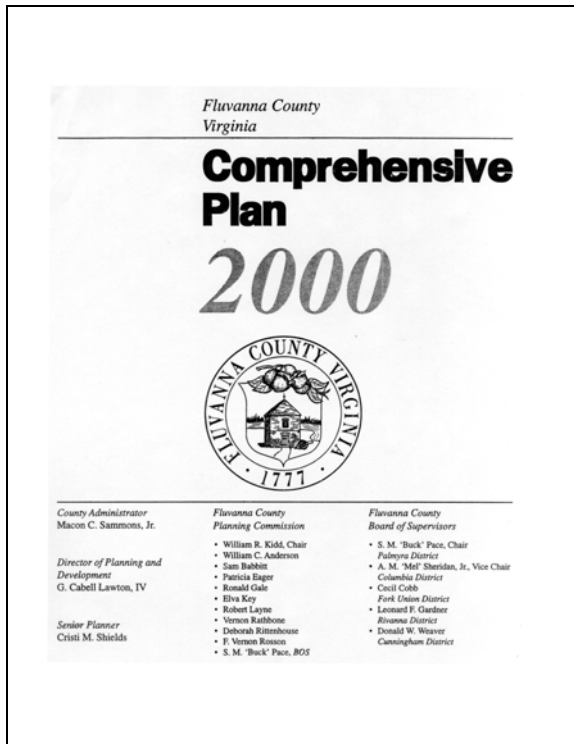 Fluvanna County
Virginia
Comprehensive
Plan
2000
FLUVANNA COUNTY VIRGINIA
· 1777 ·
County Administrator
Macon C. Sammons, Jr.
Director of Planning and
Development
G. Cabell Lawton, IV
Senior Planner
Cristi M. Shields
Fluvanna County
Planning Commission
• William R. Kidd, Chair
• William C. Anderson
• Sam Babbitt
• Patricia Eager
• Ronald Gale
• Elva Key
• Robert Layne
• Vernon Rathbone
• Deborah Rittenhouse
• F. Vernon Rosson
• S. M. 'Buck' Pace, BOS
Fluvanna County
Board of Supervisors
• S. M. 'Buck' Pace, Chair
Palmyra District
• A. M. 'Mel' Sheridan, Jr., Vice Chair
Columbia District
• Cecil Cobb
Fork Union District
• Leonard F. Gardner
Rivanna District
• Donald W. Weaver
Cunningham District